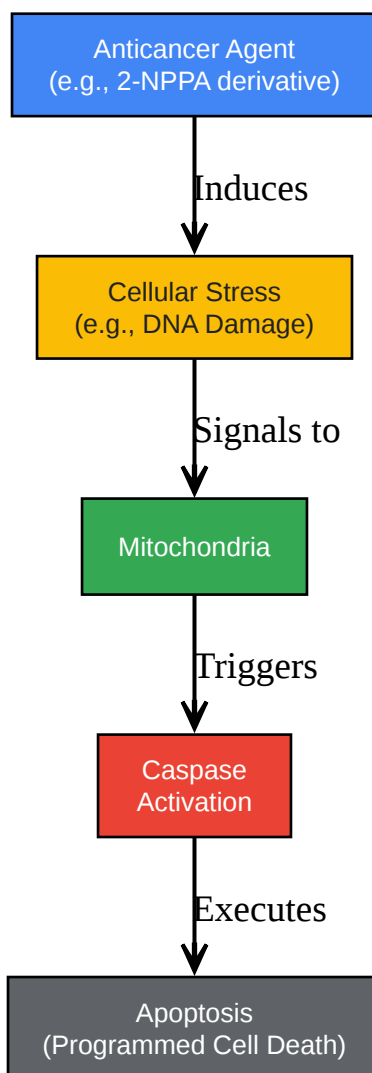 Anticancer Agent
(e.g., 2-NPPA derivative)
Induces
Cellular Stress
(e.g., DNA Damage)
Signals to
Mitochondria
Triggers
Caspase
Activation
Executes
Apoptosis
(Programmed Cell Death)